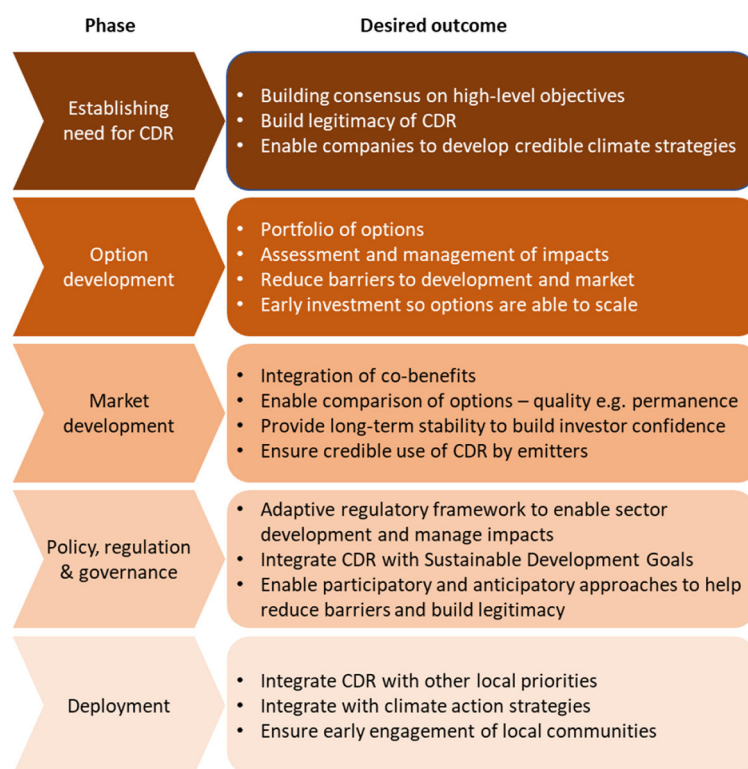 Phase
Desired outcome
Establishing
need for CDR
• Building consensus on high-level objectives
• Build legitimacy of CDR
• Enable companies to develop credible climate strategies
Option
development
• Portfolio of options
• Assessment and management of impacts
• Reduce barriers to development and market
• Early investment so options are able to scale
Market
development
• Integration of co-benefits
• Enable comparison of options – quality e.g. permanence
• Provide long-term stability to build investor confidence
• Ensure credible use of CDR by emitters
Policy, regulation
& governance
• Adaptive regulatory framework to enable sector
development and manage impacts
• Integrate CDR with Sustainable Development Goals
• Enable participatory and anticipatory approaches to help
reduce barriers and build legitimacy
Deployment
• Integrate CDR with other local priorities
• Integrate with climate action strategies
• Ensure early engagement of local communities